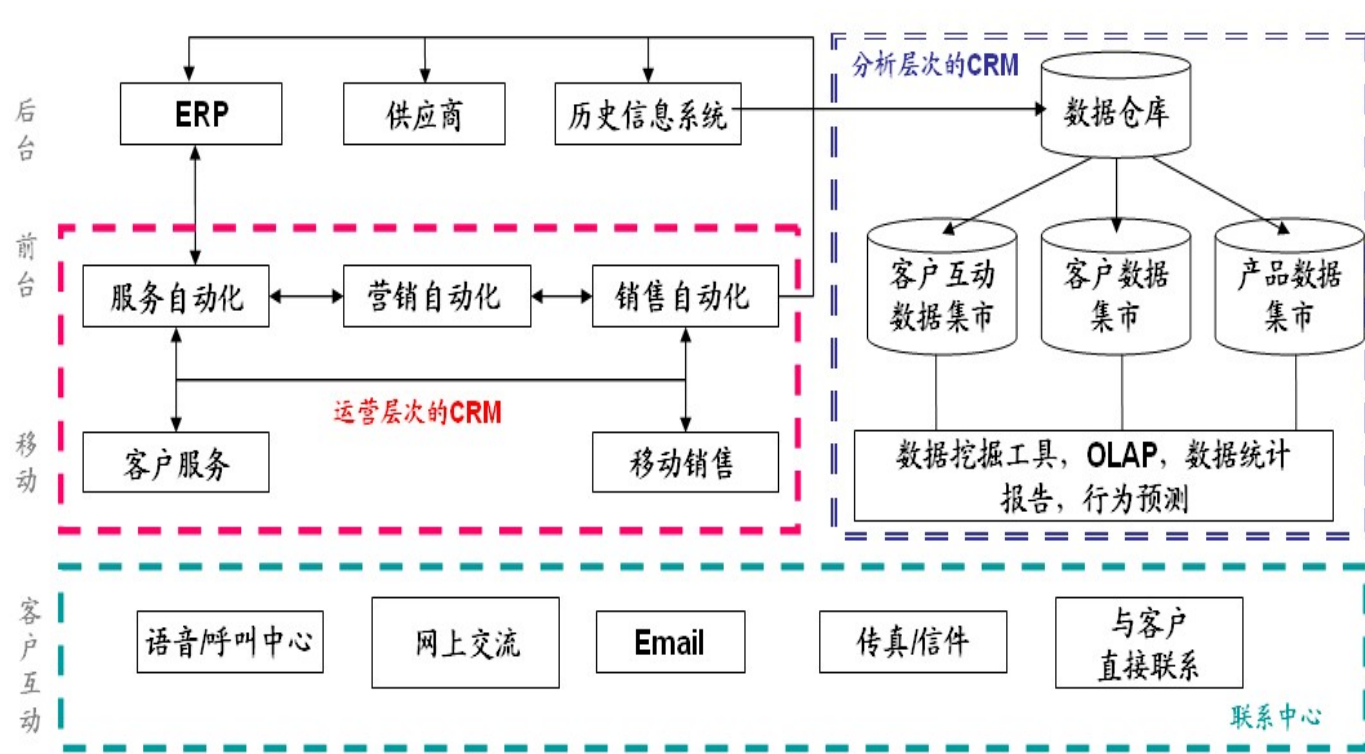 分析层次的CRM
后台
ERP
供应商
历史信息系统
数据仓库
前台
服务自动化
营销自动化
销售自动化
客户互动
数据集市
客户数据
集市
产品数据
集市
运营层次的CRM
移动
客户服务
移动销售
数据挖掘工具，OLAP，数据统计
报告，行为预测
客户互动
语音/呼叫中心
网上交流
Email
传真/信件
与客户
直接联系
联系中心